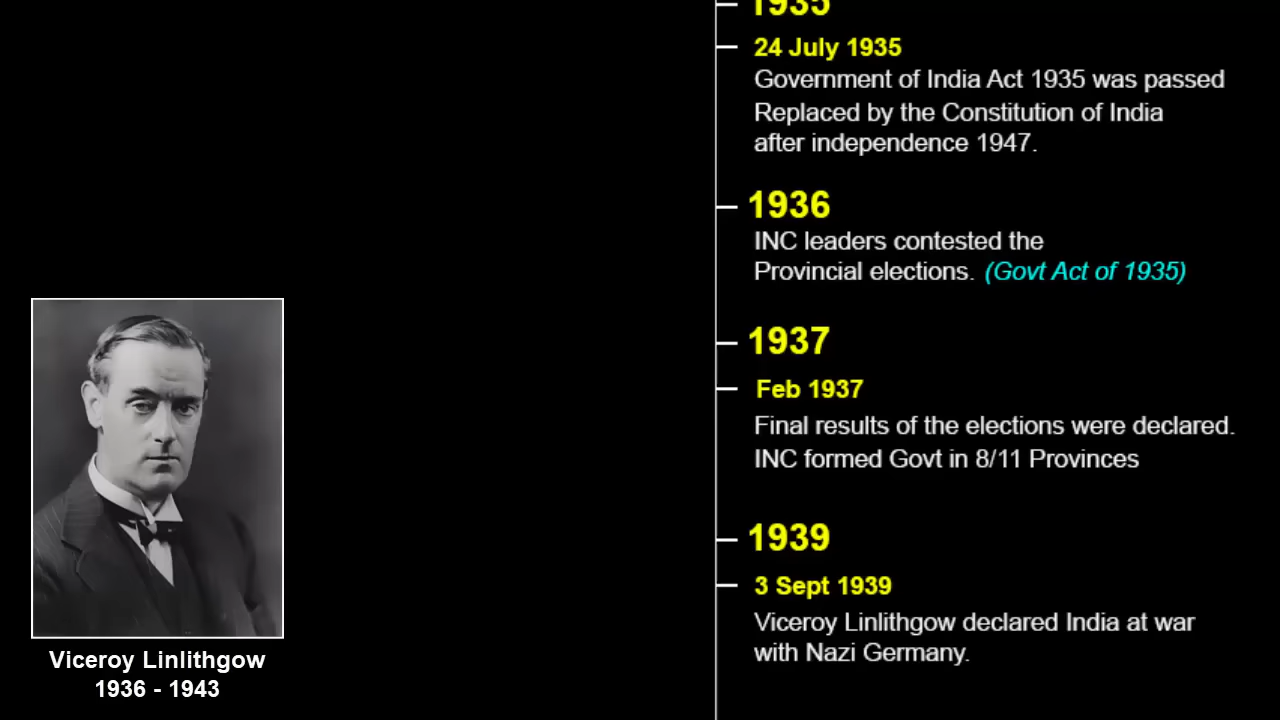 1935
24 July 1935
Government of India Act 1935 was passed
Replaced by the Constitution of India
after independence 1947.
1936
INC leaders contested the
Provincial elections. (Govt Act of 1935)
1937
Feb 1937
Final results of the elections were declared.
INC formed Govt in 8/11 Provinces
1939
3 Sept 1939
Viceroy Linlithgow declared India at war
with Nazi Germany.
Viceroy Linlithgow
1936 - 1943